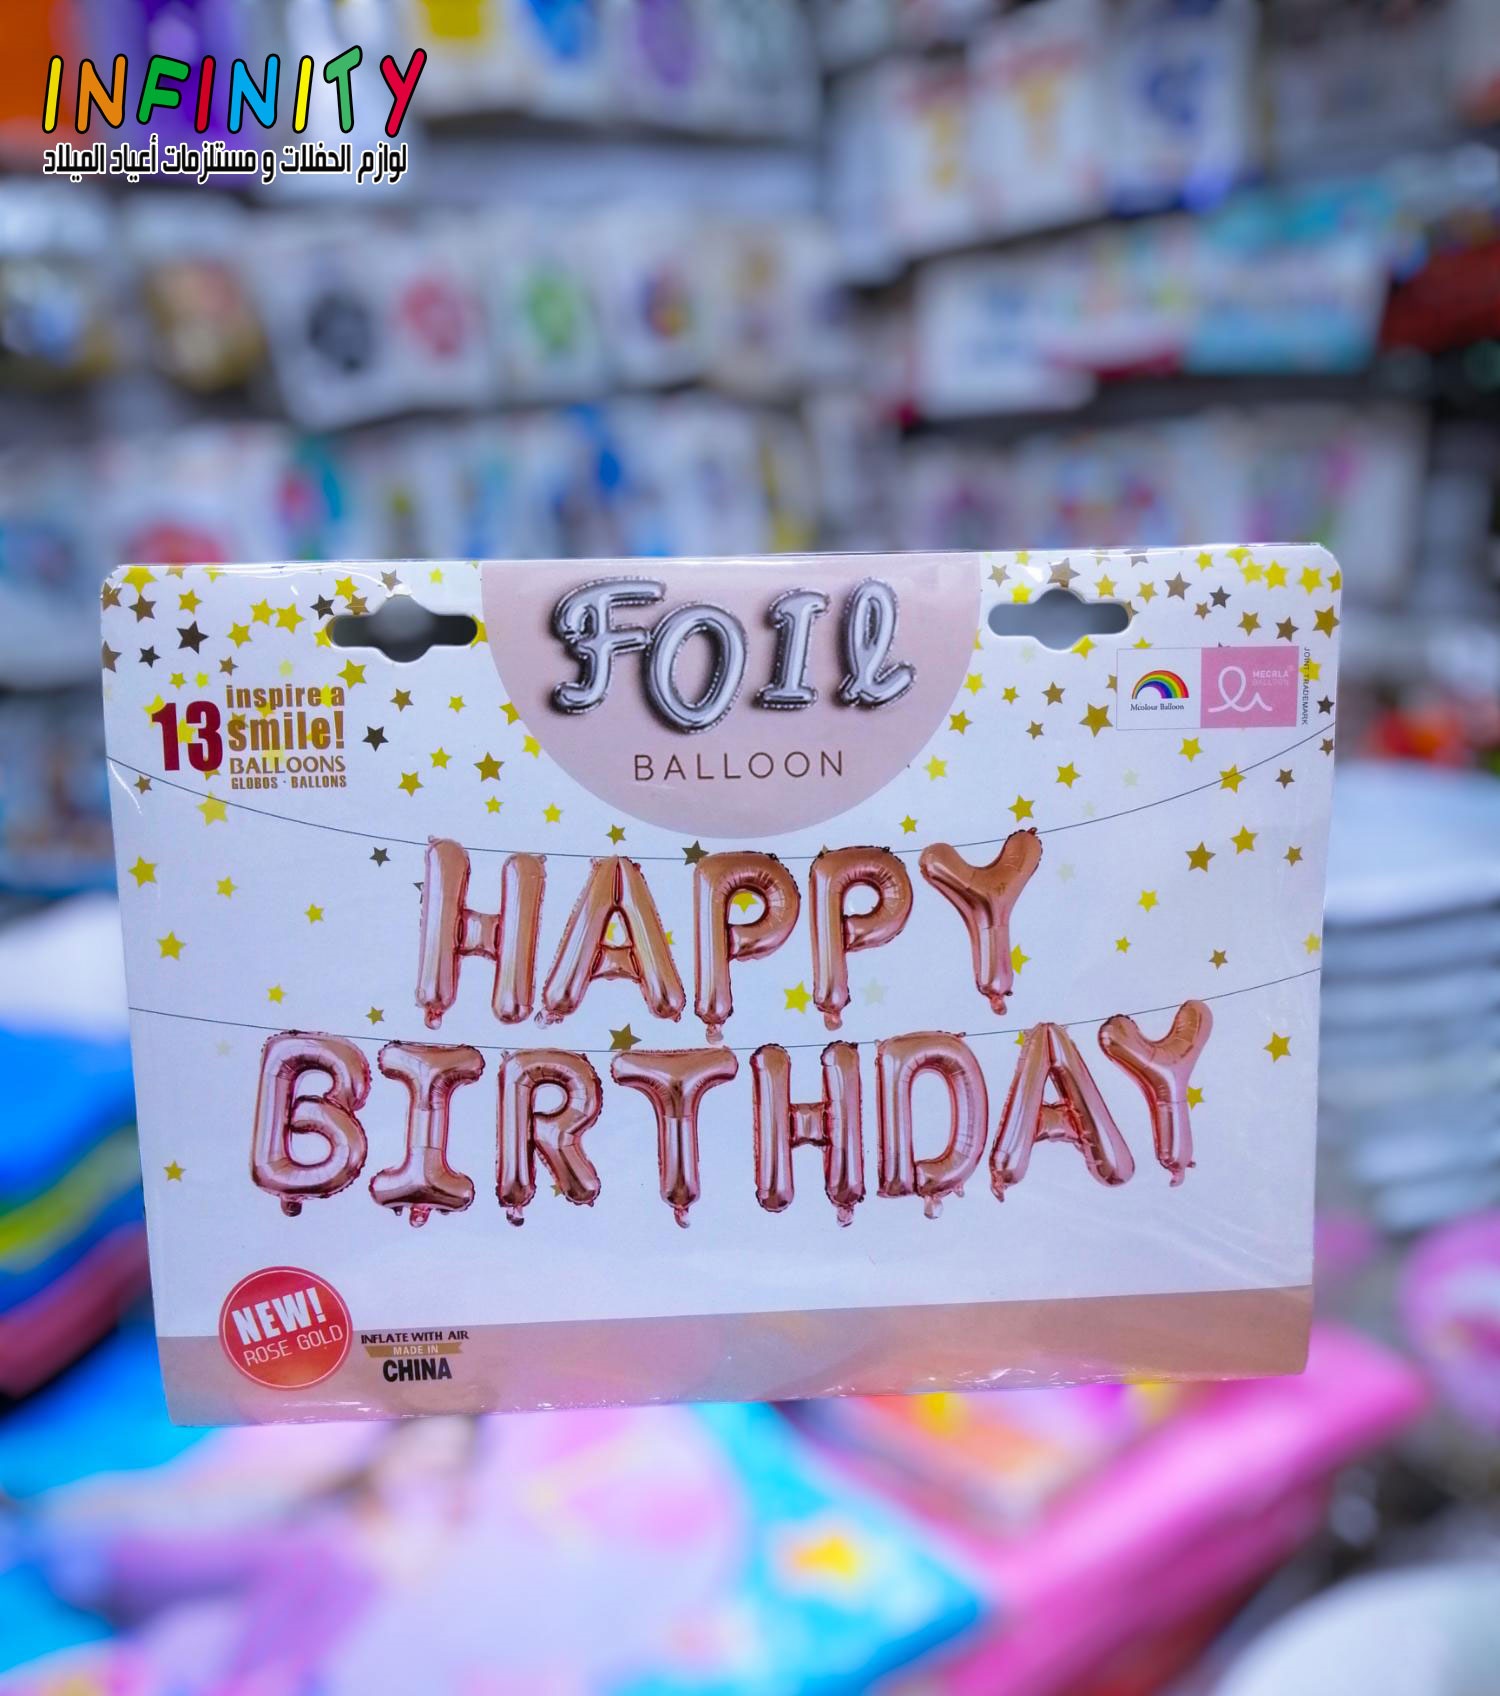 INFINITY
لوازم الحفلات و مستلزمات أعياد الميلاد
FOIL
BALLOON
13 inspire a
smile!
BALLOONS
GLOBOS · BALLONS
Mcolour Balloon
MECRLA®
BALLOON
JOINT TRADEMARK
HAPPY
BIRTHDAY
NEW!
ROSE GOLD
INFLATE WITH AIR
MADE IN
CHINA